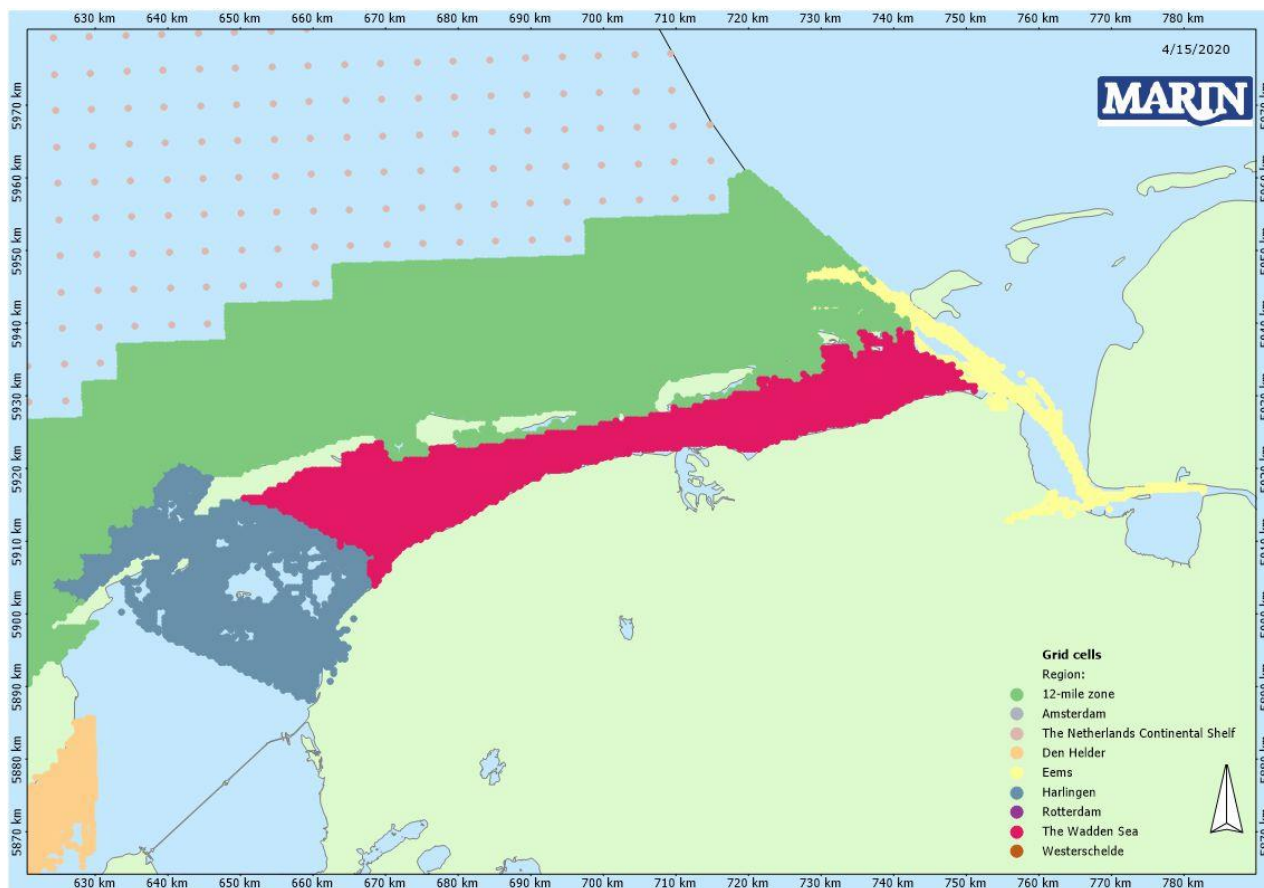 630 km 640 km 650 km 660 km 670 km 680 km 690 km 700 km 710 km 720 km 730 km 740 km 750 km 760 km 770 km 780 km
4/15/2020
MARIN
5970 km
5960 km
5950 km
5940 km
5930 km
5920 km
5910 km
5900 km
5890 km
5880 km
5870 km
Grid cells
Region:
12-mile zone
Amsterdam
The Netherlands Continental Shelf
Den Helder
Eems
Harlingen
Rotterdam
The Wadden Sea
Westerschelde
630 km 640 km 650 km 660 km 670 km 680 km 690 km 700 km 710 km 720 km 730 km 740 km 750 km 760 km 770 km 780 km